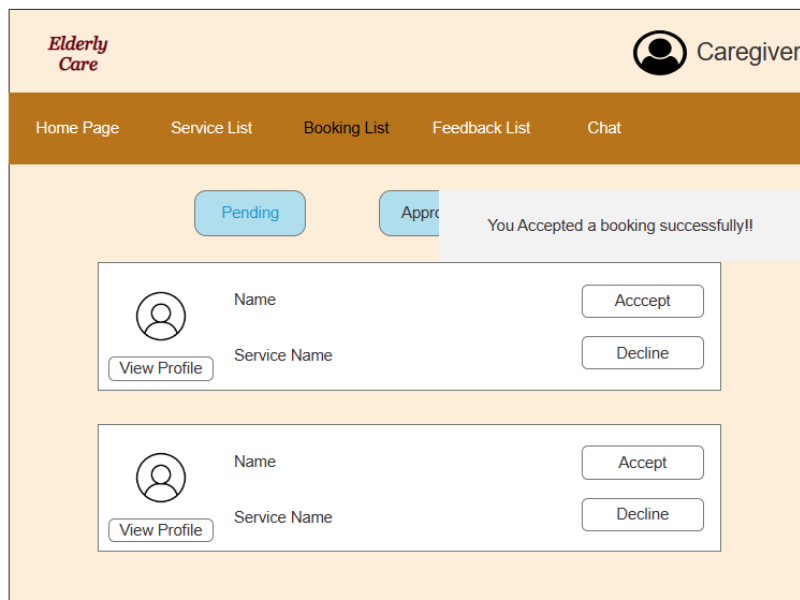 Elderly
Care
Caregiver
Home Page
Service List
Booking List
Feedback List
Chat
Pending
You Accepted a booking successfully!!
Name
Acccept
Service Name
Decline
View Profile
Name
Accept
Service Name
Decline
View Profile